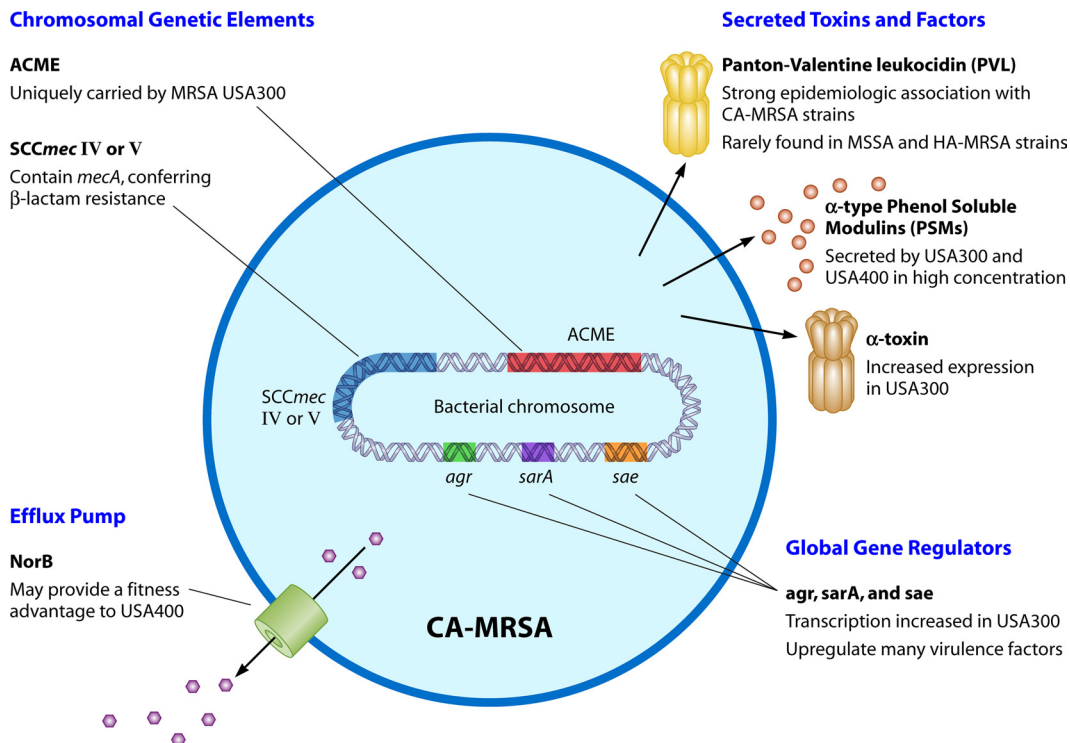 Chromosomal Genetic Elements
ACME
Uniquely carried by MRSA USA300
SCCmec IV or V
Contain mecA, conferring
β-lactam resistance
Secreted Toxins and Factors
Panton-Valentine leukocidin (PVL)
Strong epidemiologic association with
CA-MRSA strains
Rarely found in MSSA and HA-MRSA strains
α-type Phenol Soluble
Modulins (PSMs)
Secreted by USA300 and
USA400 in high concentration
α-toxin
Increased expression
in USA300
ACME
SCCmec
IV or V
Bacterial chromosome
agr
sarA
sae
Efflux Pump
NorB
May provide a fitness
advantage to USA400
CA-MRSA
Global Gene Regulators
agr, sarA, and sae
Transcription increased in USA300
Upregulate many virulence factors